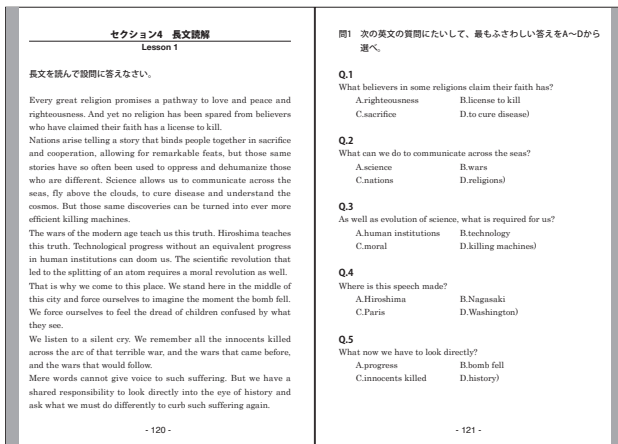 セクション4 長文読解
Lesson 1
長文を読んで設問に答えなさい。
Every great religion promises a pathway to love and peace and
righteousness. And yet no religion has been spared from believers
who have claimed their faith has a license to kill.
Nations arise telling a story that binds people together in sacrifice
and cooperation, allowing for remarkable feats, but those same
stories have so often been used to oppress and dehumanize those
who are different. Science allows us to communicate across the
seas, fly above the clouds, to cure disease and understand the
cosmos. But those same discoveries can be turned into ever more
efficient killing machines.
The wars of the modern age teach us this truth. Hiroshima teaches
this truth. Technological progress without an equivalent progress
in human institutions can doom us. The scientific revolution that
led to the splitting of an atom requires a moral revolution as well.
That is why we come to this place. We stand here in the middle of
this city and force ourselves to imagine the moment the bomb fell.
We force ourselves to feel the dread of children confused by what
they see.
We listen to a silent cry. We remember all the innocents killed
across the arc of that terrible war, and the wars that came before,
and the wars that would follow.
Mere words cannot give voice to such suffering. But we have a
shared responsibility to look directly into the eye of history and
ask what we must do differently to curb such suffering again.
- 120 -
問1 次の英文の質問にたいして、最もふさわしい答えをA〜Dから
選べ。
Q.1
What believers in some religions claim their faith has?
A.righteousness B.license to kill
C.sacrifice D.to cure disease)
Q.2
What can we do to communicate across the seas?
A.science B.wars
C.nations D.religions)
Q.3
As well as evolution of science, what is required for us?
A.human institutions B.technology
C.moral D.killing machines)
Q.4
Where is this speech made?
A.Hiroshima B.Nagasaki
C.Paris D.Washington)
Q.5
What now we have to look directly?
A.progress B.bomb fell
C.innocents killed D.history)
- 121 -